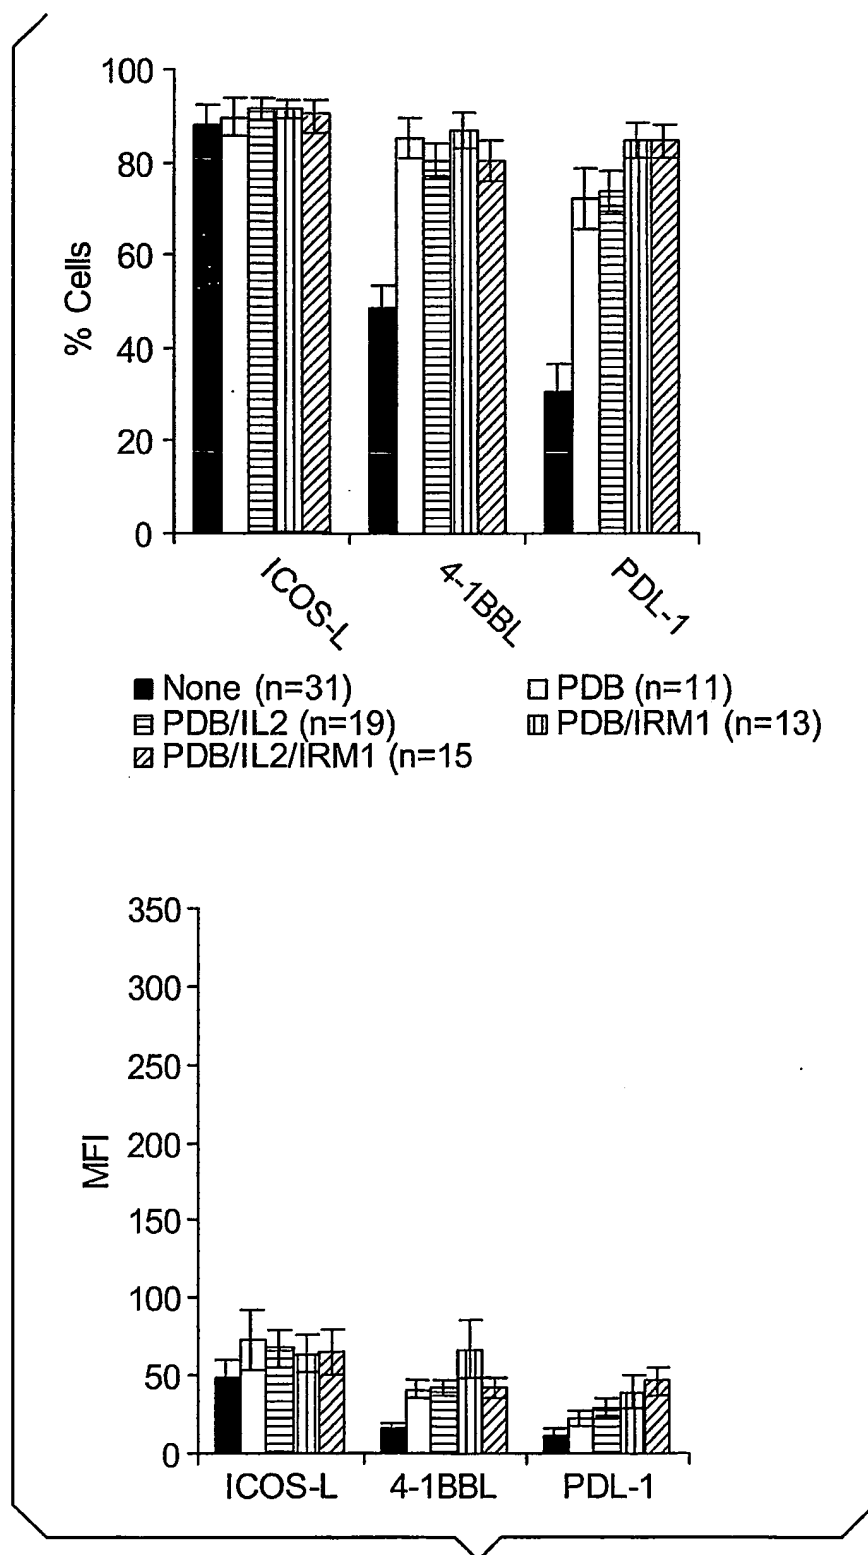 100
80
60
40
20
0
% Cells
ICOS-L
4-1BBL
PDL-1
None (n=31)
PDB (n=11)
PDB/IL2 (n=19)
PDB/IRM1 (n=13)
PDB/IL2/IRM1 (n=15
350
300
250
200
150
100
50
0
MFI
ICOS-L
4-1BBL
PDL-1